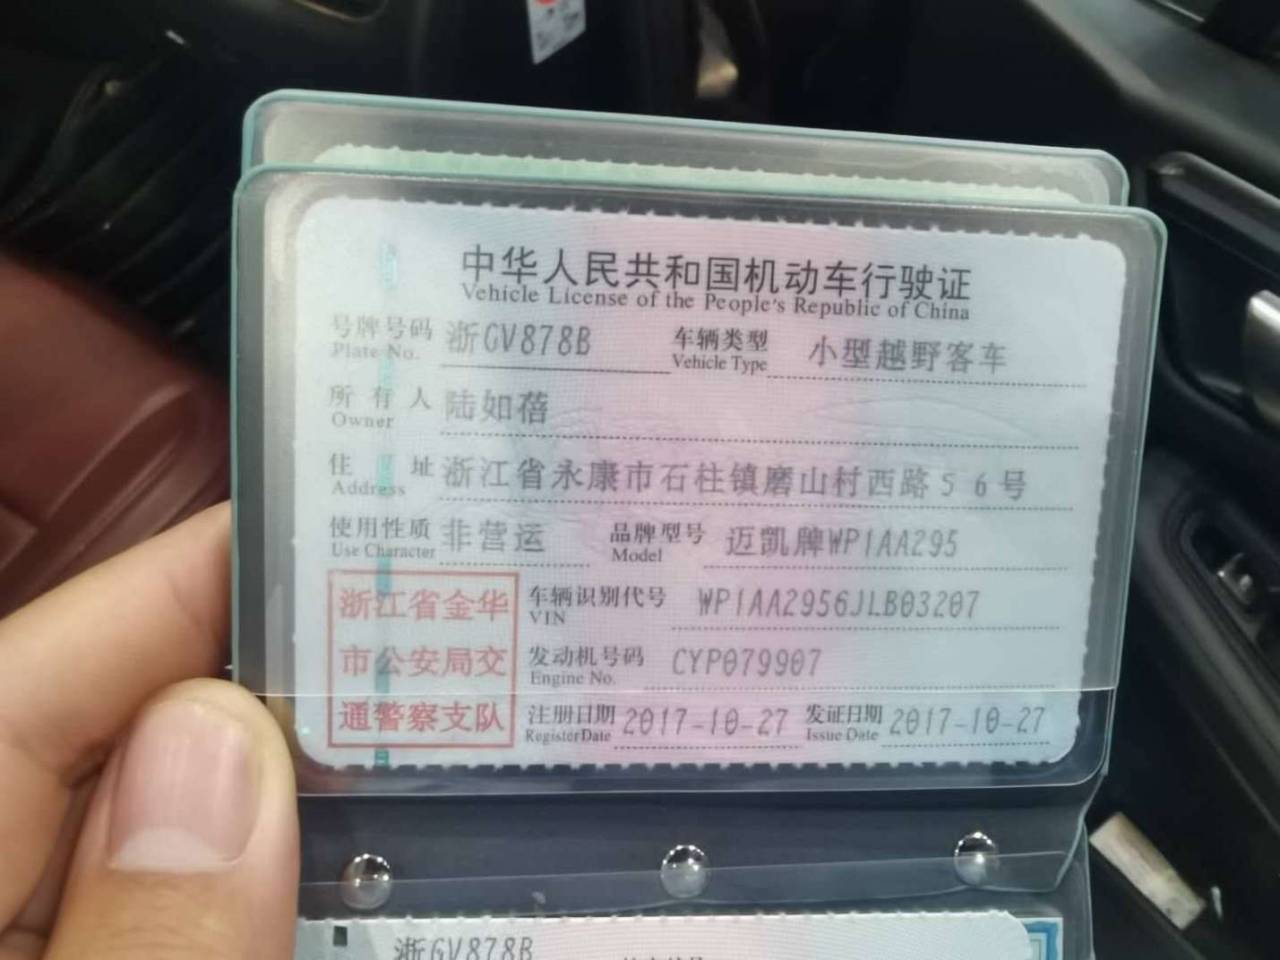 中华人民共和国机动车行驶证
Vehicle License of the People's Republic of China
号牌号码 浙GV878B 车辆类型 小型越野客车
Plate No. Vehicle Type
所有人 陆如蓓
Owner
住址 浙江省永康市石柱镇磨山村西路56号
Address
使用性质 非营运 品牌型号 迈凯牌WP1AA295
Use Character Model
浙江省金华 车辆识别代号 WP1AA2956JLB03207
VIN
市公安局交 发动机号码 CYP079907
Engine No.
通警察支队 注册日期 2017-10-27 发证日期 2017-10-27
Register Date Issue Date
浙GV878B